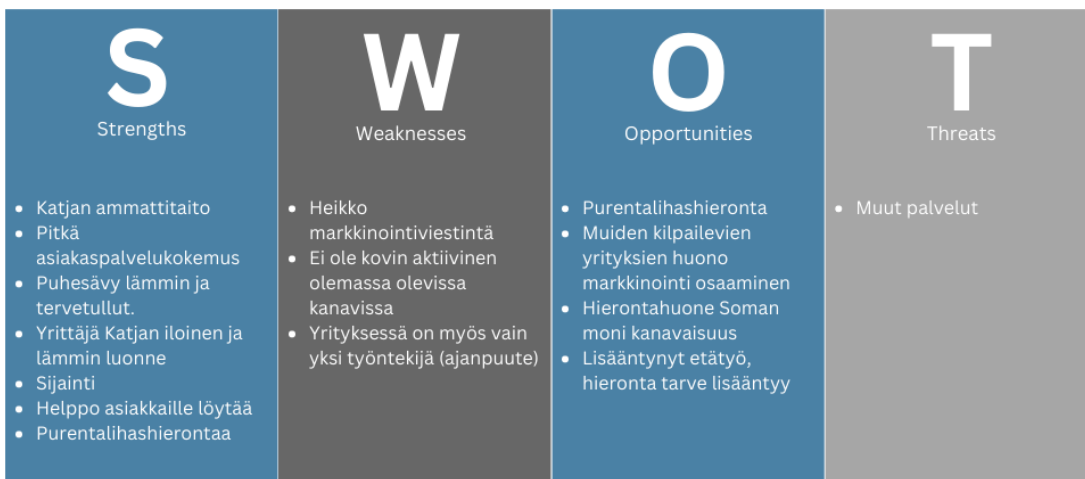 S
Strengths
Katjan ammattitaito
Pitkä
asiakaspalvelukokemus
Puhesävy lämmin ja
tervetullut.
Yrittäjä Katjan iloinen ja
lämmin luonne
Sijainti
Helppo asiakkaille löytää
Purentalihashierontaa
W
Weaknesses
Heikko
markkinointiviestintä
Ei ole kovin aktiivinen
olemassa olevissa
kanavissa
Yrityksessä on myös vain
yksi työntekijä (ajanpuute)
O
Opportunities
Purentalihashieronta
Muiden kilpailevien
yrityksien huono
markkinointi osaaminen
Hierontahuone Soman
moni kanavaisuus
Lisääntynyt etätyö,
hieronta tarve lisääntyy
T
Threats
Muut palvelut